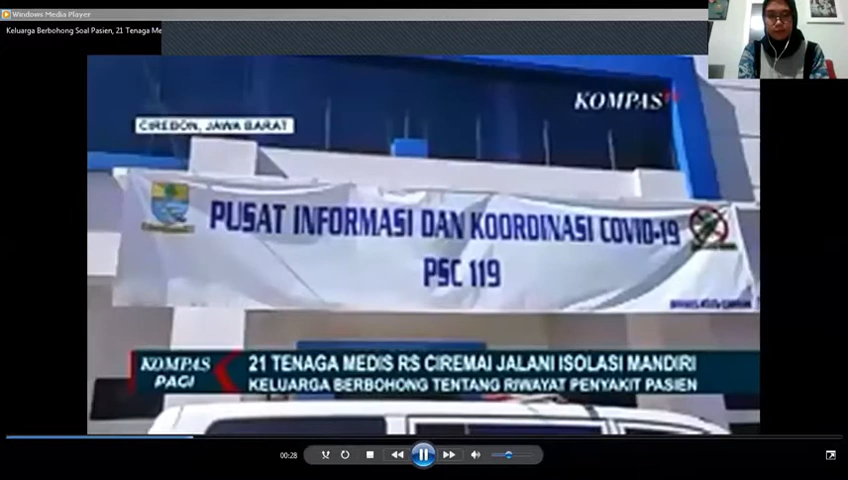 Windows Media Player
Keluarga Berbohong Soal Pasien, 21 Tenaga Me
KOMPAS
CIREBON, JAWA BARAT
PUSAT INFORMASI DAN KOORDINASI COVID-19
PSC 119
KOMPAS PAGI
21 TENAGA MEDIS RS CIREMAI JALANI ISOLASI MANDIRI
KELUARGA BERBOHONG TENTANG RIWAYAT PENYAKIT PASIEN
00:28